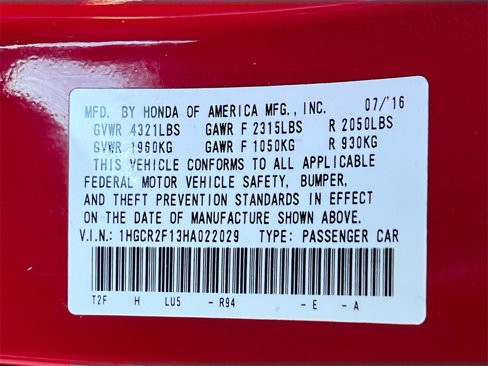 MFD. BY HONDA OF AMERICA MFG., INC. 07/'16
GVWR 4321LBS GAWR F 2315LBS R 2050LBS
GVWR 1960KG GAWR F 1050KG R 930KG
THIS VEHICLE CONFORMS TO ALL APPLICABLE
FEDERAL MOTOR VEHICLE SAFETY, BUMPER,
AND THEFT PREVENTION STANDARDS IN EFFECT
ON THE DATE OF MANUFACTURE SHOWN ABOVE.
V.I.N.: 1HGCR2F13HA022029 TYPE: PASSENGER CAR
T2F H LU5 - R94 - E - A